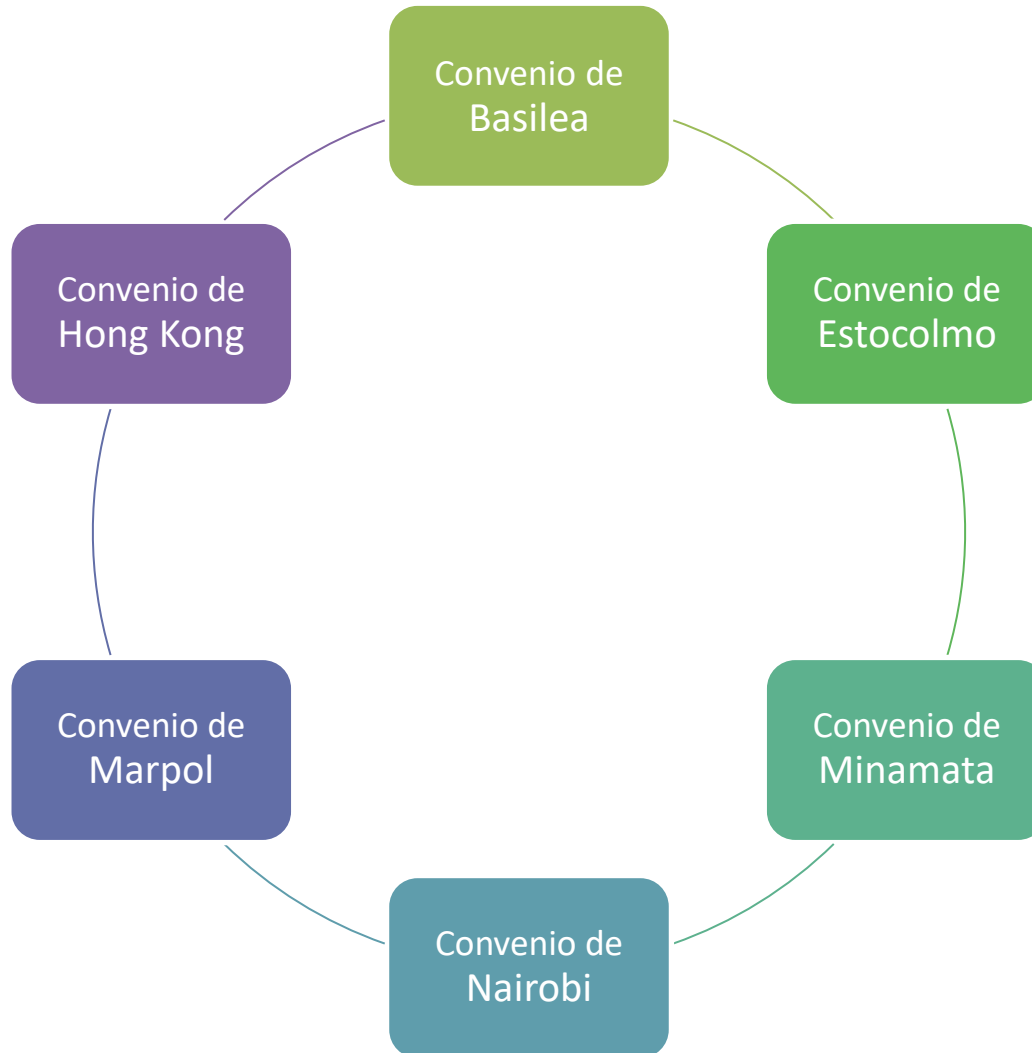 Convenio de
Basilea
Convenio de
Hong Kong
Convenio de
Estocolmo
Convenio de
Marpol
Convenio de
Minamata
Convenio de
Nairobi